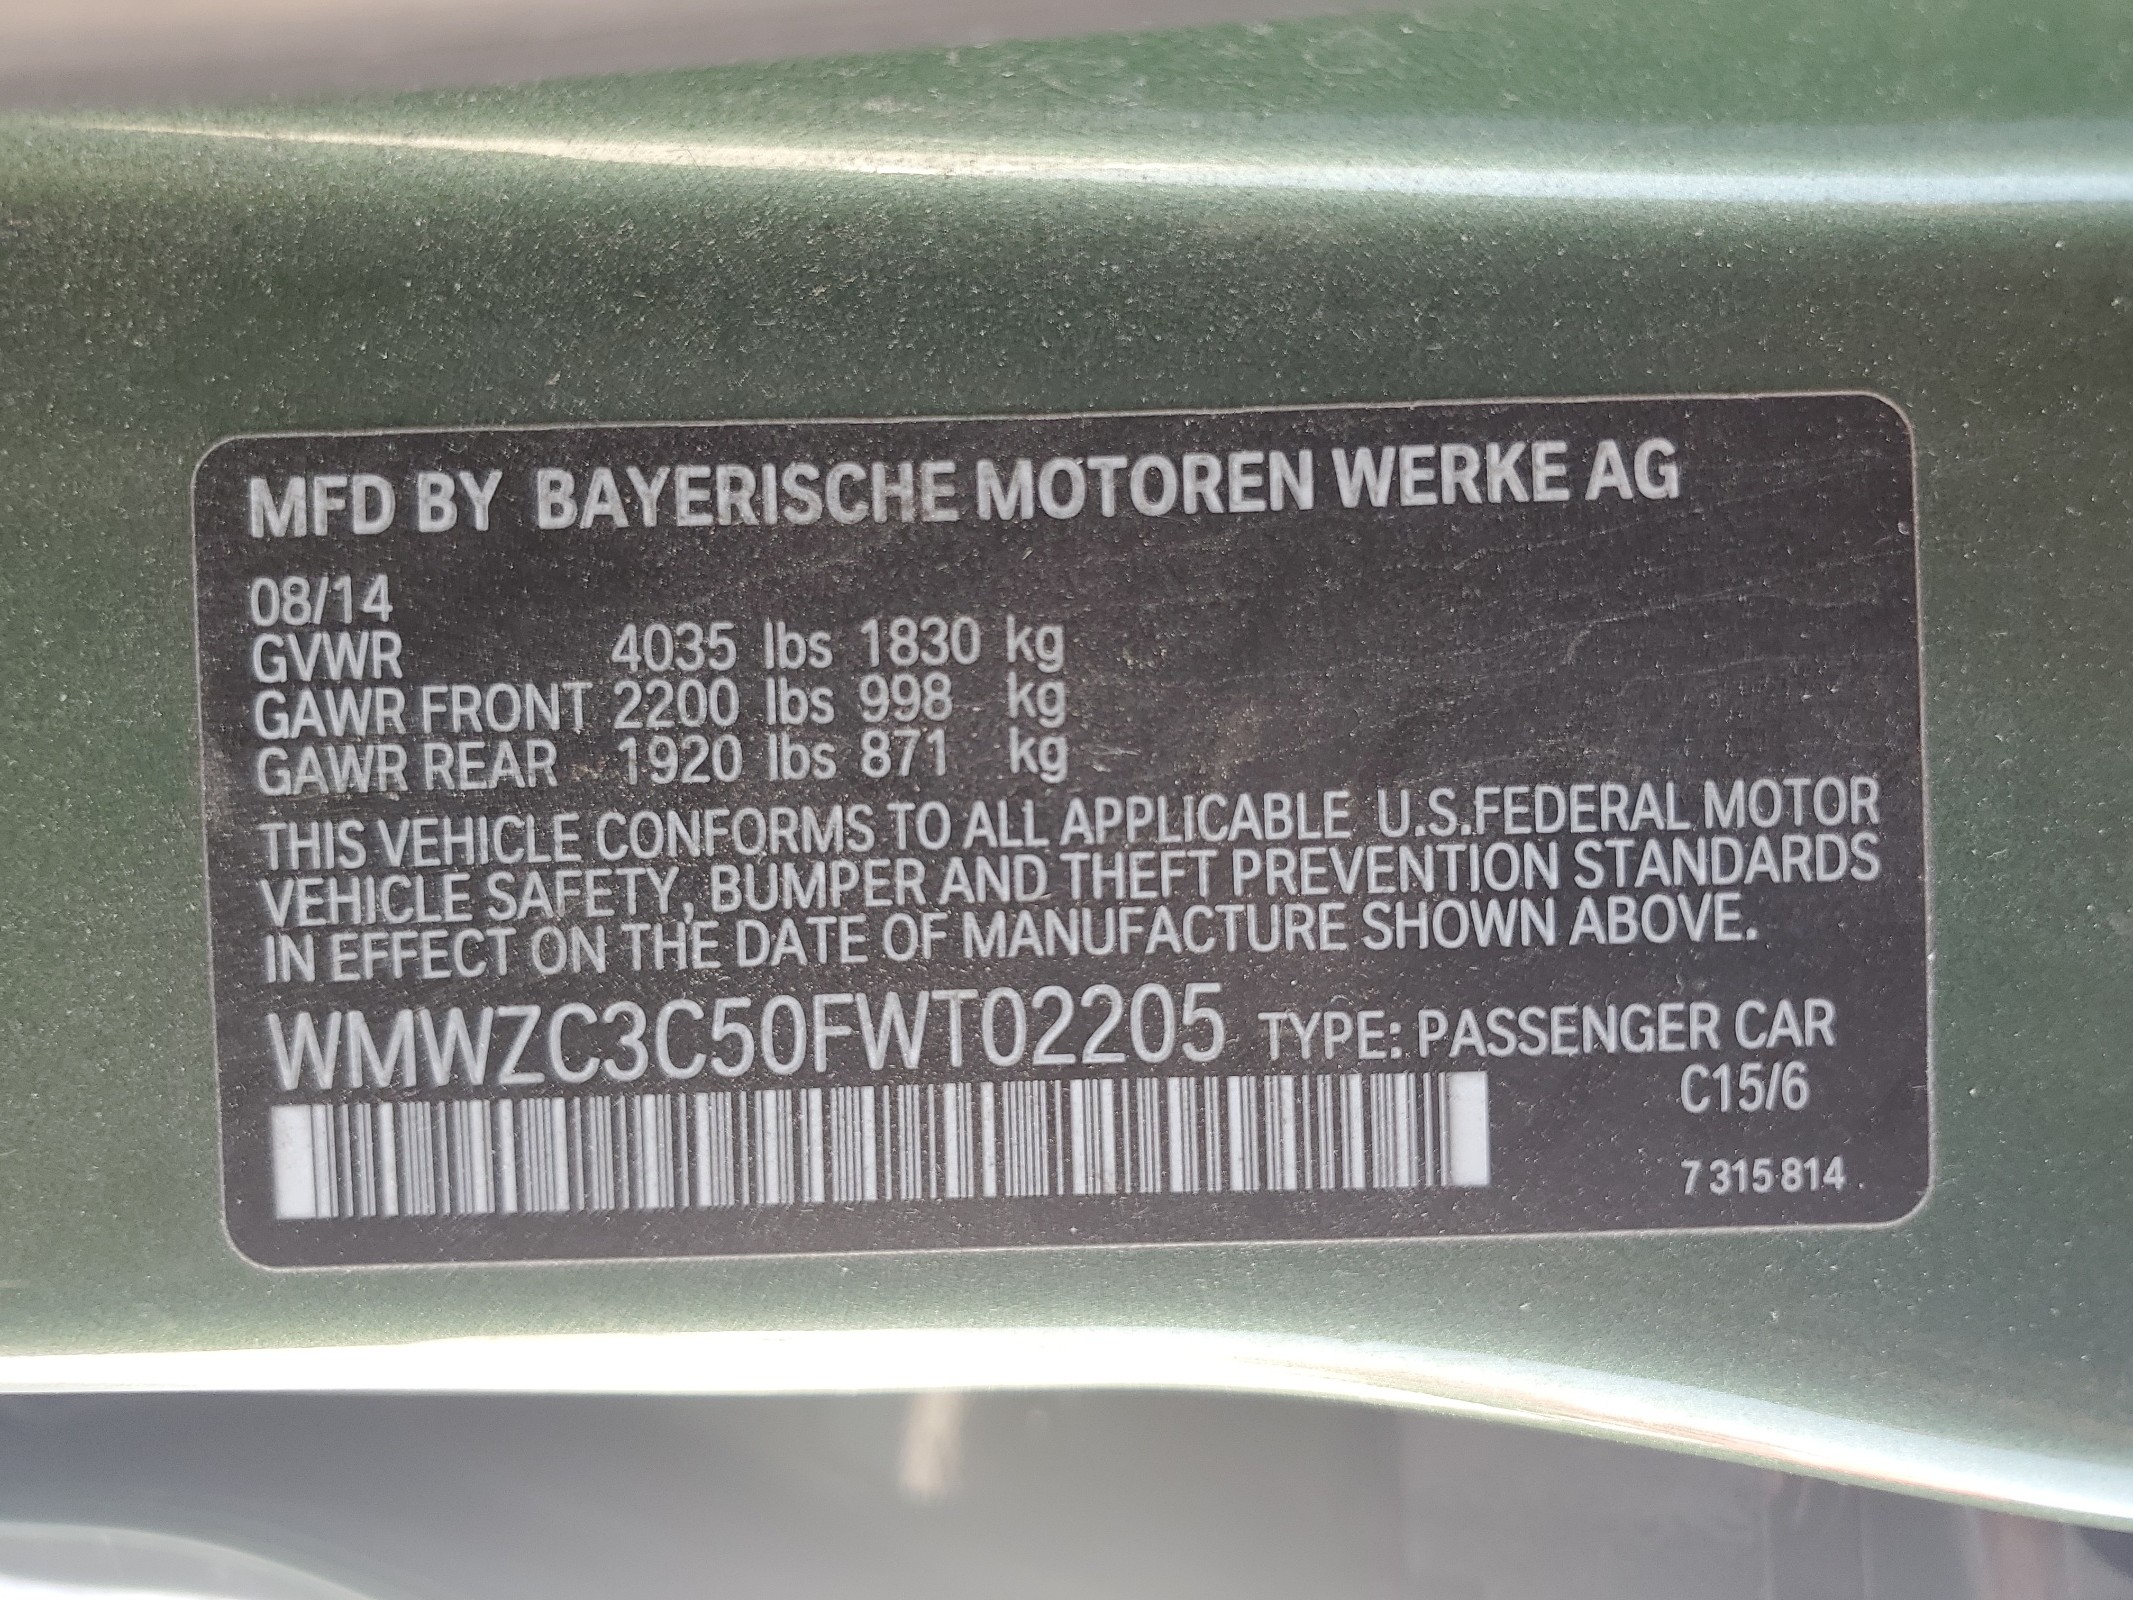 MFD BY BAYERISCHE MOTOREN WERKE AG
08/14
GVWR 4035 lbs 1830 kg
GAWR FRONT 2200 lbs 998 kg
GAWR REAR 1920 lbs 871 kg
THIS VEHICLE CONFORMS TO ALL APPLICABLE U.S.FEDERAL MOTOR
VEHICLE SAFETY, BUMPER AND THEFT PREVENTION STANDARDS
IN EFFECT ON THE DATE OF MANUFACTURE SHOWN ABOVE.
WMWZC3C50FWT02205 TYPE: PASSENGER CAR
C15/6
7 315 814